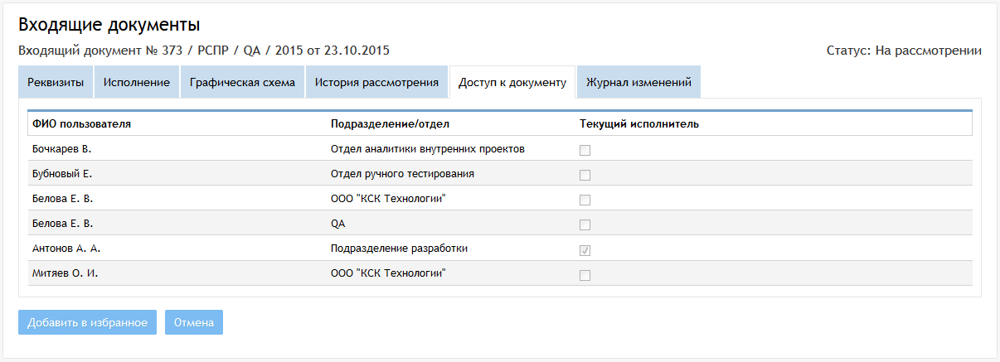 Входящие документы
Входящий документ № 373 / РСПР / QA / 2015 от 23.10.2015 Статус: На рассмотрении
Реквизиты Исполнение Графическая схема История рассмотрения Доступ к документу Журнал изменений
ФИО пользователя Подразделение/отдел Текущий исполнитель
Бочкарев В. Отдел аналитики внутренних проектов
Бубновый Е. Отдел ручного тестирования
Белова Е. В. ООО "КСК Технологии"
Белова Е. В. QA
Антонов А. А. Подразделение разработки
Митяев О. И. ООО "КСК Технологии"
Добавить в избранное Отмена